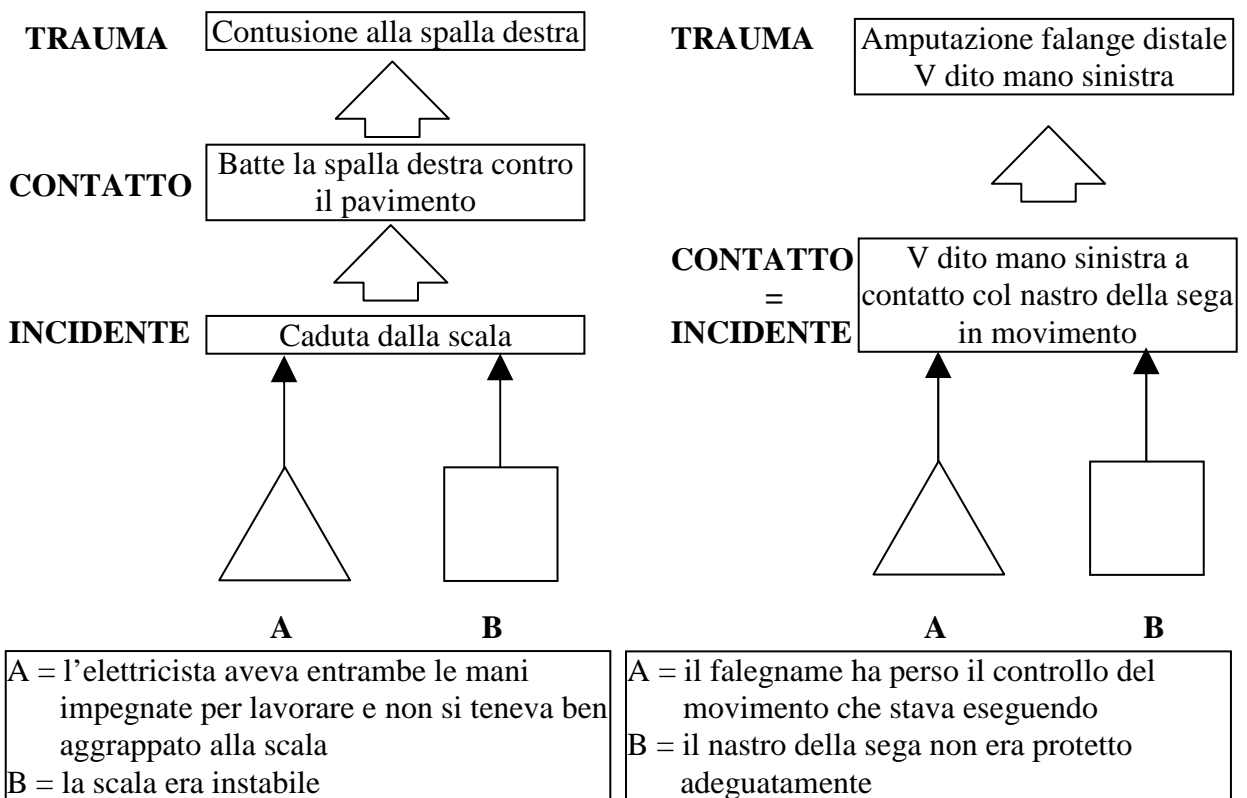 TRAUMA
Contusione alla spalla destra
CONTATTO
Batte la spalla destra contro
il pavimento
INCIDENTE
Caduta dalla scala
A
B
A = l’elettricista aveva entrambe le mani
impegnate per lavorare e non si teneva ben
aggrappato alla scala
B = la scala era instabile
TRAUMA
Amputazione falange distale
V dito mano sinistra
CONTATTO
=
INCIDENTE
V dito mano sinistra a
contatto col nastro della sega
in movimento
A
B
A = il falegname ha perso il controllo del
movimento che stava eseguendo
B = il nastro della sega non era protetto
adeguatamente